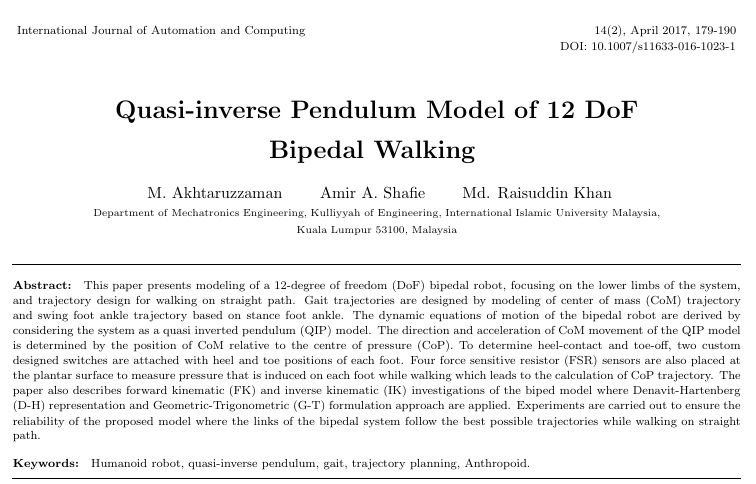 International Journal of Automation and Computing
14(2), April 2017, 179-190
DOI: 10.1007/s11633-016-1023-1
Quasi-inverse Pendulum Model of 12 DoF
Bipedal Walking
M. Akhtaruzzaman Amir A. Shafie Md. Raisuddin Khan
Department of Mechatronics Engineering, Kulliyyah of Engineering, International Islamic University Malaysia,
Kuala Lumpur 53100, Malaysia
Abstract: This paper presents modeling of a 12-degree of freedom (DoF) bipedal robot, focusing on the lower limbs of the system,
and trajectory design for walking on straight path. Gait trajectories are designed by modeling of center of mass (CoM) trajectory
and swing foot ankle trajectory based on stance foot ankle. The dynamic equations of motion of the bipedal robot are derived by
considering the system as a quasi inverted pendulum (QIP) model. The direction and acceleration of CoM movement of the QIP model
is determined by the position of CoM relative to the centre of pressure (CoP). To determine heel-contact and toe-off, two custom
designed switches are attached with heel and toe positions of each foot. Four force sensitive resistor (FSR) sensors are also placed at
the plantar surface to measure pressure that is induced on each foot while walking which leads to the calculation of CoP trajectory. The
paper also describes forward kinematic (FK) and inverse kinematic (IK) investigations of the biped model where Denavit-Hartenberg
(D-H) representation and Geometric-Trigonometric (G-T) formulation approach are applied. Experiments are carried out to ensure the
reliability of the proposed model where the links of the bipedal system follow the best possible trajectories while walking on straight
path.
Keywords: Humanoid robot, quasi-inverse pendulum, gait, trajectory planning, Anthropoid.